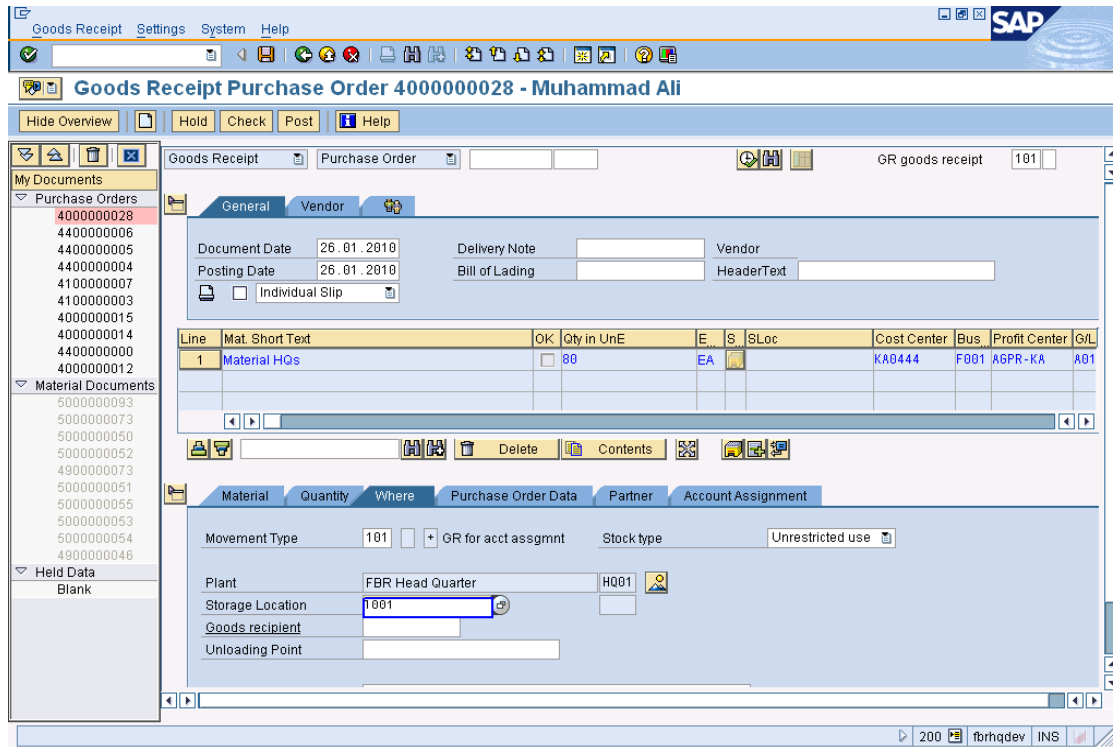 Goods Receipt Settings System Help
SAP
Goods Receipt Purchase Order 4000000028 - Muhammad Ali
Hide Overview Hold Check Post Help
Goods Receipt Purchase Order GR goods receipt 101
My Documents
Purchase Orders
4000000028
4400000006
4400000005
4400000004
4100000007
4100000003
4000000015
4000000014
4400000000
4000000012
Material Documents
5000000093
5000000073
5000000050
5000000052
4900000073
5000000051
5000000055
5000000053
5000000054
4900000046
Held Data
Blank
General Vendor
Document Date 26.01.2010 Delivery Note Vendor
Posting Date 26.01.2010 Bill of Lading HeaderText
Individual Slip
Line Mat. Short Text OK Qty in UnE E... S... SLoc Cost Center Bus... Profit Center G/L
1 Material HQs 80 EA KA0444 F001 AGPR-KA A01
Delete Contents
Material Quantity Where Purchase Order Data Partner Account Assignment
Movement Type 101 + GR for acct assgmnt Stock type Unrestricted use
Plant FBR Head Quarter HQ01
Storage Location 1001
Goods recipient
Unloading Point
200 fbrhqdev INS